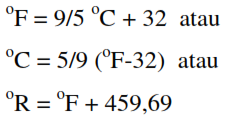 °F = 9/5 °C + 32 atau
°C = 5/9 (°F-32) atau
°R = °F + 459,69